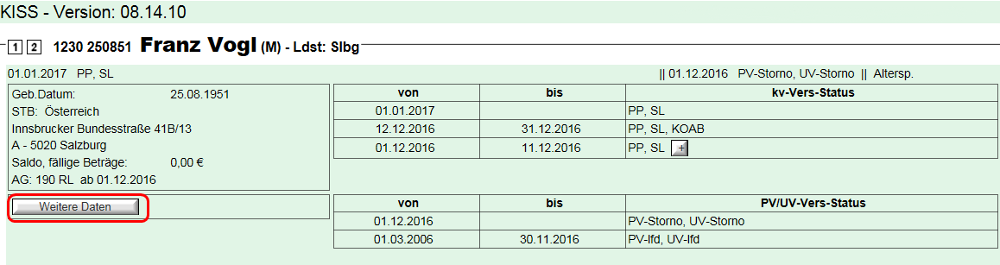 KISS - Version: 08.14.10
1 2 1230 250851 Franz Vogl (M) - Ldst: Slbg
01.01.2017 PP, SL || 01.12.2016 PV-Storno, UV-Storno || Altersp.
Geb.Datum: 25.08.1951
STB: Österreich
Innsbrucker Bundesstraße 41B/13
A - 5020 Salzburg
Saldo, fällige Beträge: 0,00 €
AG: 190 RL ab 01.12.2016
Weitere Daten
von bis kv-Vers-Status
01.01.2017 PP, SL
12.12.2016 31.12.2016 PP, SL, KOAB
01.12.2016 11.12.2016 PP, SL +
von bis PV/UV-Vers-Status
01.12.2016 PV-Storno, UV-Storno
01.03.2006 30.11.2016 PV-lfd, UV-lfd